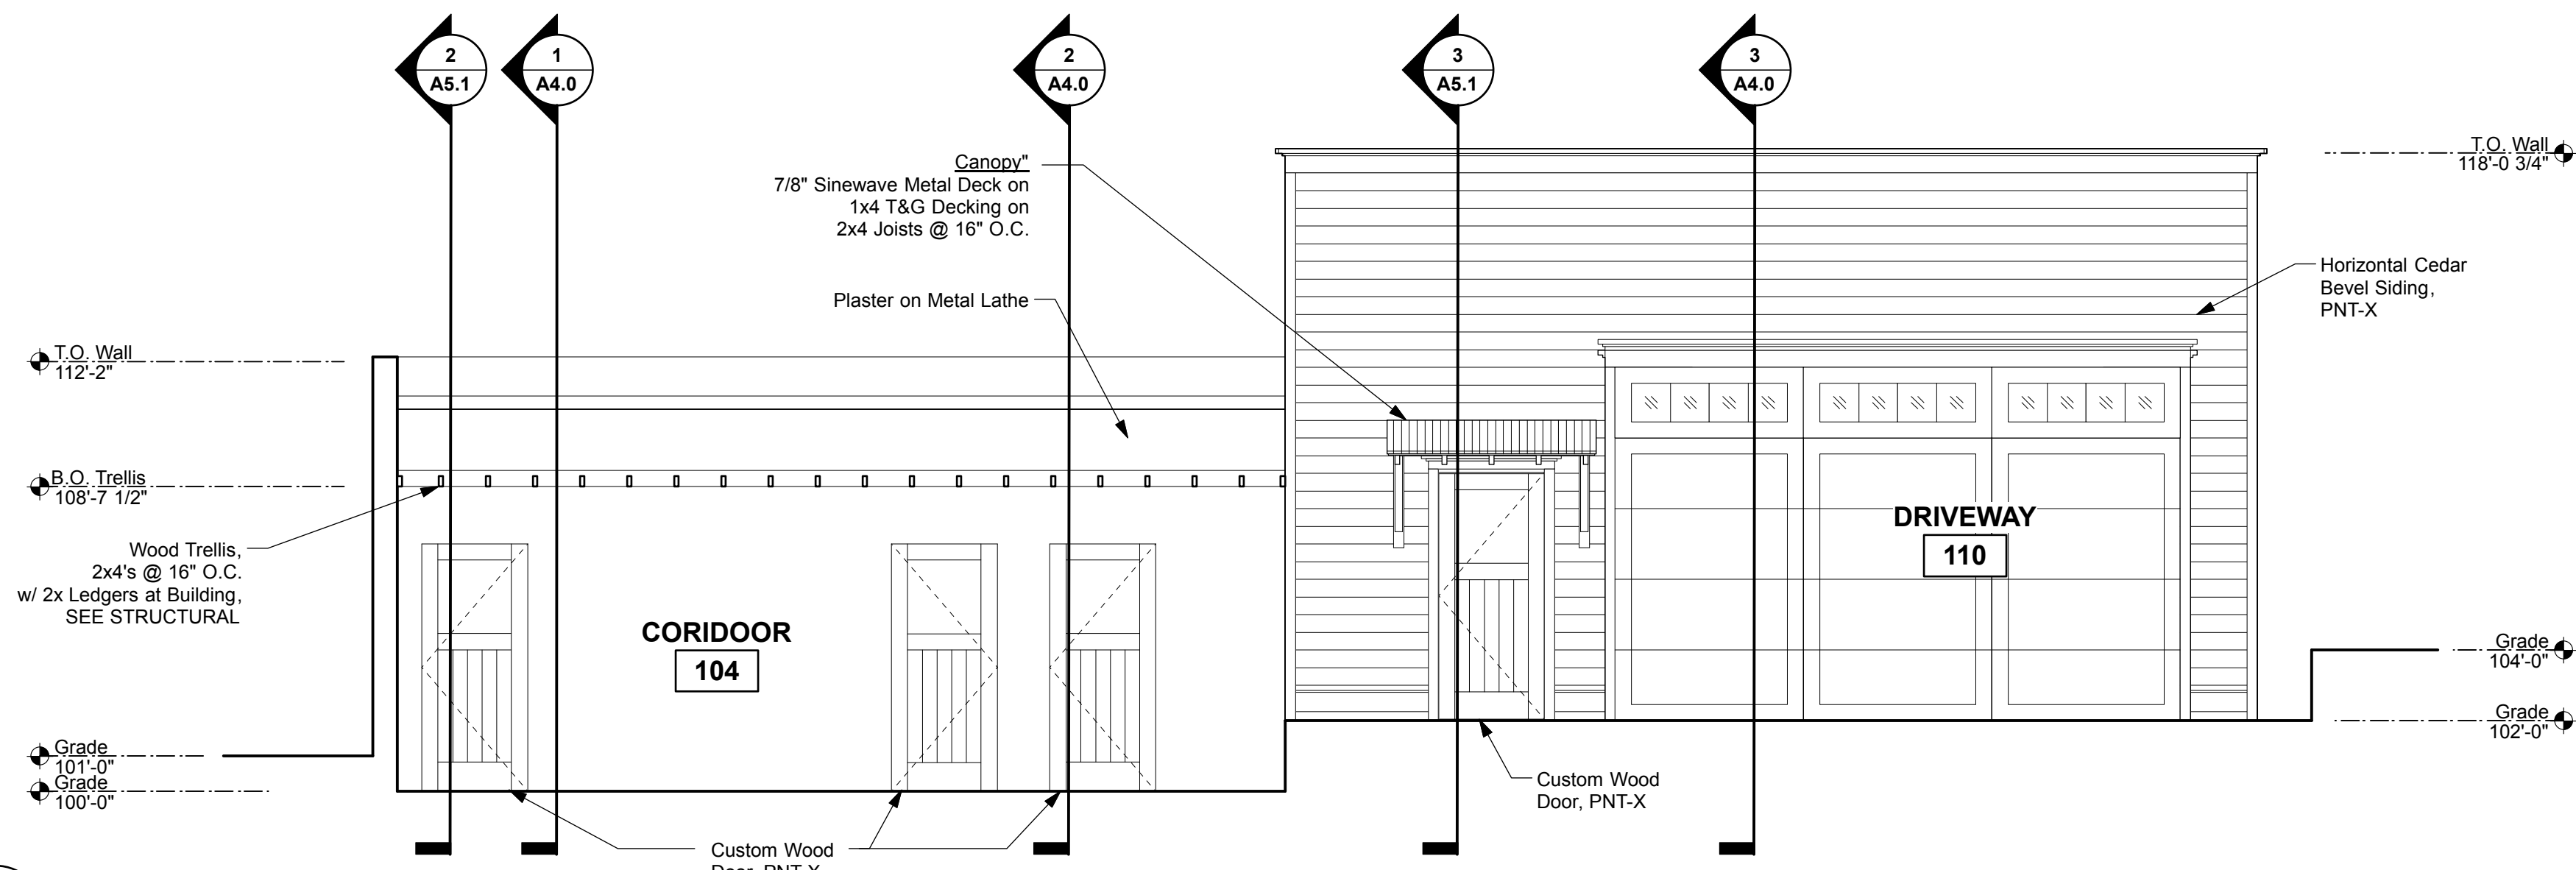 2
A5.1
1
A4.0
2
A4.0
3
A5.1
3
A4.0
T.O. Wall
118'-0 3/4"
Canopy"
7/8" Sinewave Metal Deck on
1x4 T&G Decking on
2x4 Joists @ 16" O.C.
Horizontal Cedar
Bevel Siding,
PNT-X
Plaster on Metal Lathe
T.O. Wall
112'-2"
B.O. Trellis
108'-7 1/2"
Wood Trellis,
2x4's @ 16" O.C.
w/ 2x Ledgers at Building,
SEE STRUCTURAL
DRIVEWAY
110
CORIDOOR
104
Grade
104'-0"
Grade
102'-0"
Grade
101'-0"
Grade
100'-0"
Custom Wood
Door, PNT-X
Custom Wood
Door, PNT-X